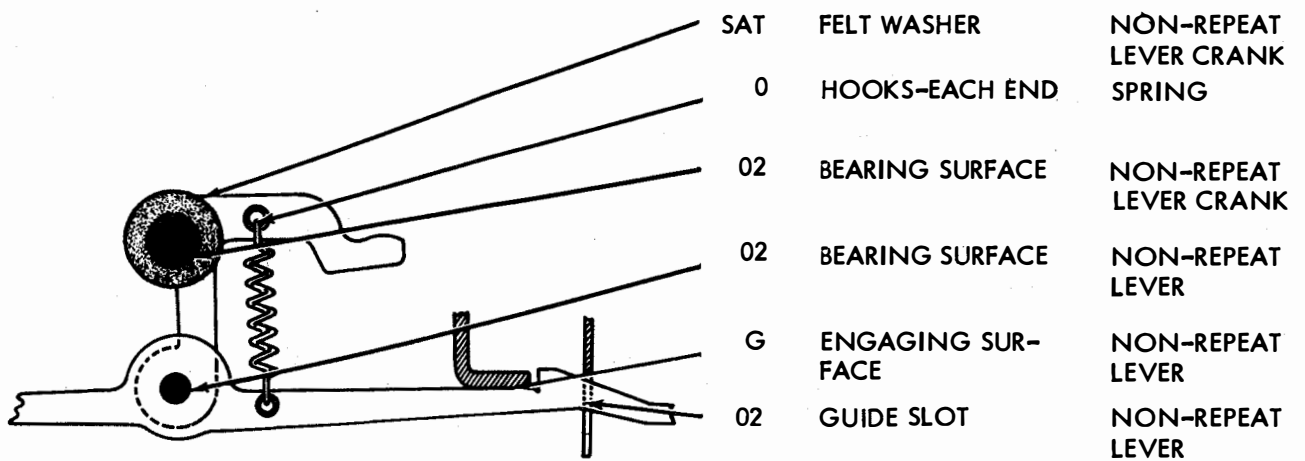 SAT FELT WASHER NON-REPEAT
LEVER CRANK
0 HOOKS-EACH END SPRING
02 BEARING SURFACE NON-REPEAT
LEVER CRANK
02 BEARING SURFACE NON-REPEAT
LEVER
G ENGAGING SUR- NON-REPEAT
FACE LEVER
02 GUIDE SLOT NON-REPEAT
LEVER